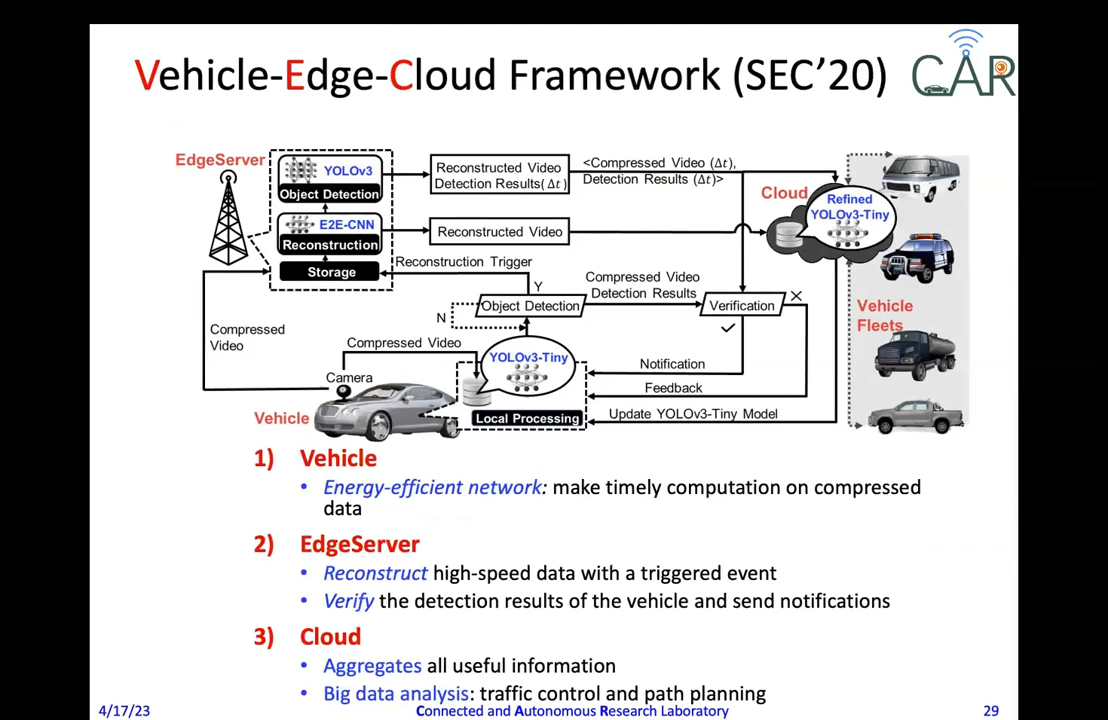 Vehicle-Edge-Cloud Framework (SEC'20)
CAR
EdgeServer
YOLOv3
Object Detection
E2E-CNN
Reconstruction
Storage
Reconstructed Video
Detection Results(Δt)
Reconstructed Video
<Compressed Video (Δt),
Detection Results (Δt)>
Cloud
Refined
YOLOv3-Tiny
Reconstruction Trigger
Y
Compressed Video
Detection Results
Object Detection
N
Verification
Vehicle
Fleets
Compressed
Video
Compressed Video
Camera
YOLOv3-Tiny
Local Processing
Notification
Feedback
Update YOLOv3-Tiny Model
Vehicle
1) Vehicle
• Energy-efficient network: make timely computation on compressed
data
2) EdgeServer
• Reconstruct high-speed data with a triggered event
• Verify the detection results of the vehicle and send notifications
3) Cloud
• Aggregates all useful information
• Big data analysis: traffic control and path planning
4/17/23
Connected and Autonomous Research Laboratory
29